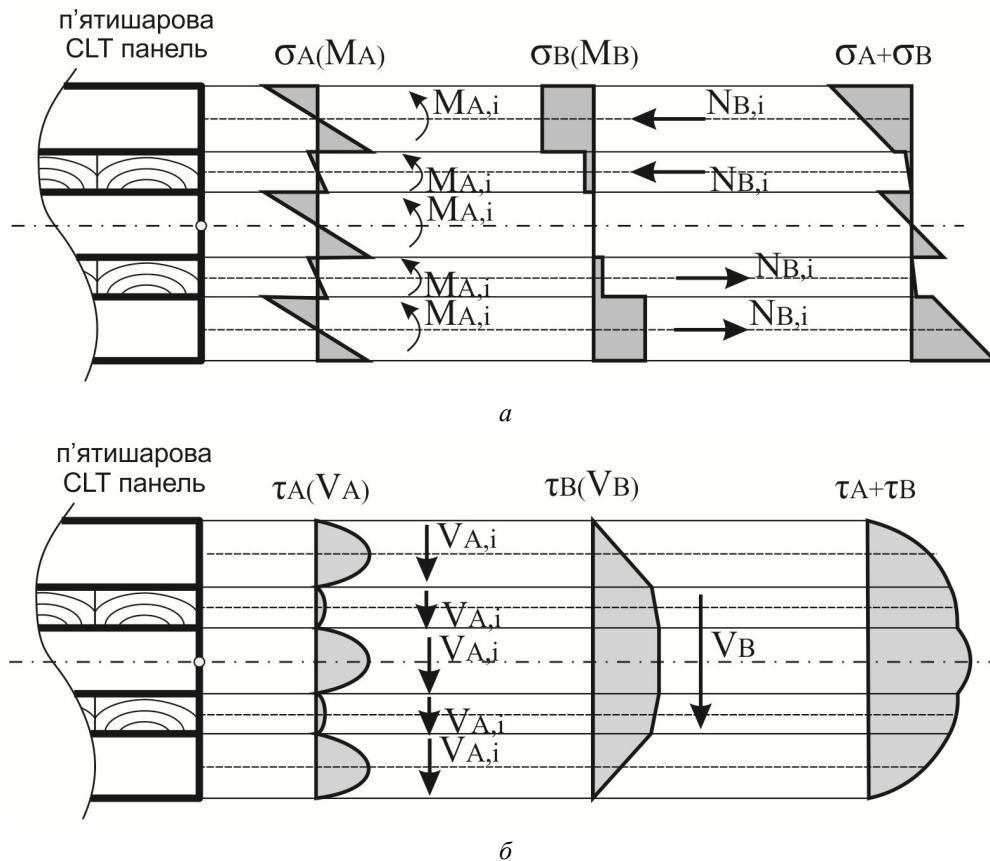 п’ятишарова
CLT панель
σA(MA) σB(MB) σA+σB
MA,i NB,i
MA,i NB,i
MA,i
MA,i NB,i
MA,i NB,i
а
п’ятишарова
CLT панель
τA(VA) τB(VB) τA+τB
VA,i
VA,i
VA,i VB
VA,i
VA,i
б